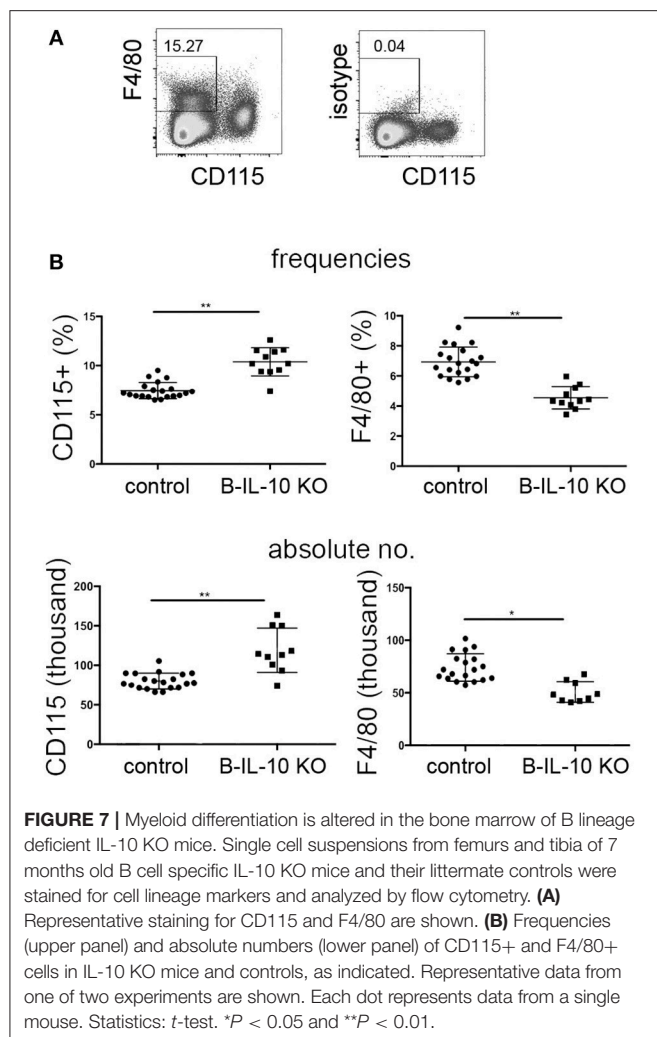 A
15.27
F4/80
CD115
0.04
isotype
CD115
B
frequencies
CD115+ (%)
15
10
5
0
**
control
B-IL-10 KO
F4/80+ (%)
10
8
6
4
2
0
**
control
B-IL-10 KO
absolute no.
CD115 (thousand)
200
150
100
50
0
**
control
B-IL-10 KO
F4/80 (thousand)
150
100
50
0
*
control
B-IL-10 KO
FIGURE 7 | Myeloid differentiation is altered in the bone marrow of B lineage
deficient IL-10 KO mice. Single cell suspensions from femurs and tibia of 7
months old B cell specific IL-10 KO mice and their littermate controls were
stained for cell lineage markers and analyzed by flow cytometry. (A)
Representative staining for CD115 and F4/80 are shown. (B) Frequencies
(upper panel) and absolute numbers (lower panel) of CD115+ and F4/80+
cells in IL-10 KO mice and controls, as indicated. Representative data from
one of two experiments are shown. Each dot represents data from a single
mouse. Statistics: t-test. *P < 0.05 and **P < 0.01.